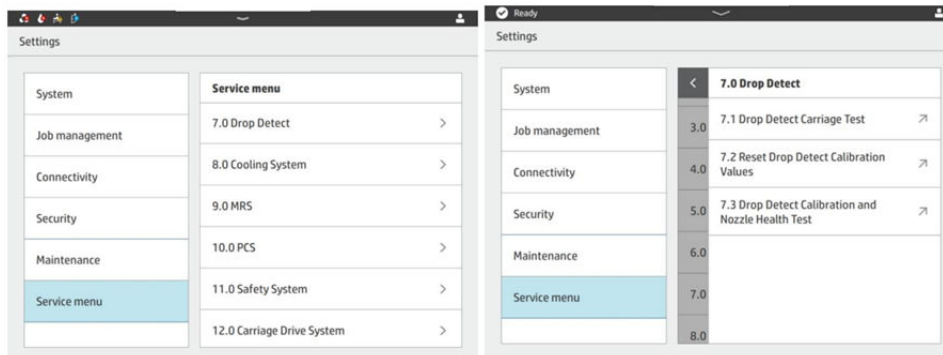 Settings
System
Job management
Connectivity
Security
Maintenance
Service menu
Service menu
7.0 Drop Detect
8.0 Cooling System
9.0 MRS
10.0 PCS
11.0 Safety System
12.0 Carriage Drive System
Ready
Settings
System
Job management
Connectivity
Security
Maintenance
Service menu
3.0
4.0
5.0
6.0
7.0
8.0
7.0 Drop Detect
7.1 Drop Detect Carriage Test
7.2 Reset Drop Detect Calibration
Values
7.3 Drop Detect Calibration and
Nozzle Health Test